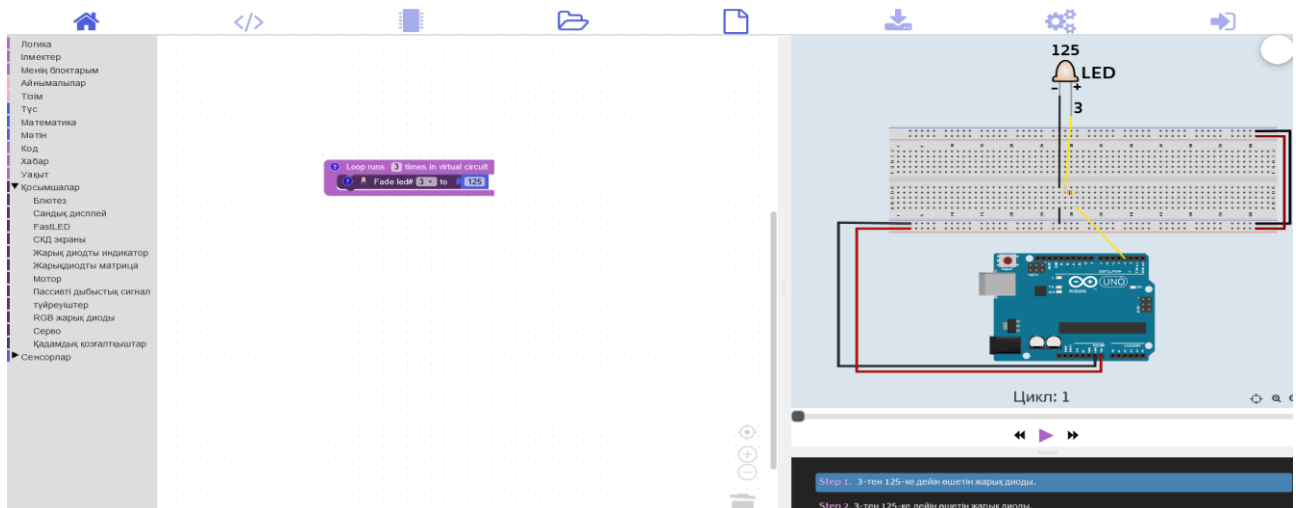 </>
Логика
Ілмектер
Менің блоктарым
Айнымалылар
Тізім
Түс
Математика
Мәтін
Код
Хабар
Уақыт
Қосымшалар
Блютез
Сандық дисплей
FastLED
СКД экраны
Жарық диодты индикатор
Жарықдиодты матрица
Мотор
Пассивті дыбыстық сигнал
түйреуіштер
RGB жарық диоды
Серво
Қадамдық қозғалтқыштар
Сенсорлар
? Loop runs 3 times in virtual circuit
? Fade led# 3 to 125
125
LED
- +
3
UNO
Arduino
Цикл: 1
Step 1. 3-тен 125-ке дейін өшетін жарық диоды.
Step 2. 3-тен 125-ке дейін өшетін жарық диоды.